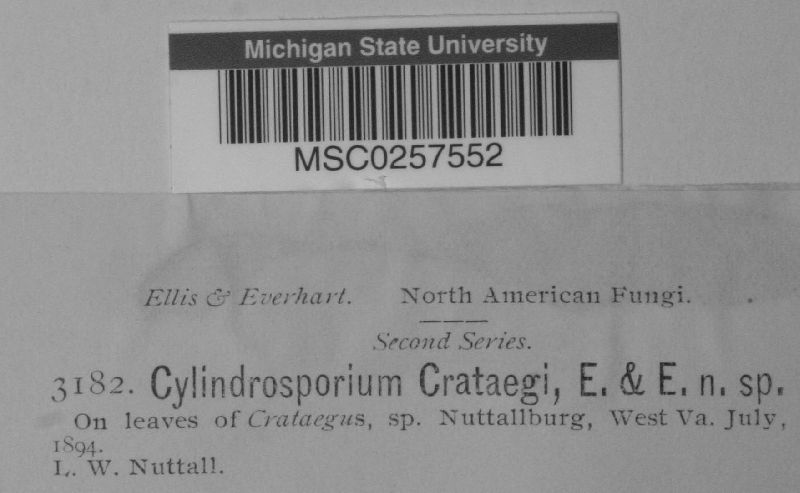 Michigan State University
MSC0257552
Ellis & Everhart. North American Fungi.
Second Series.
3182. Cylindrosporium Crataegi, E. & E. n. sp.
On leaves of Crataegus, sp. Nuttallburg, West Va. July,
1894.
L. W. Nuttall.